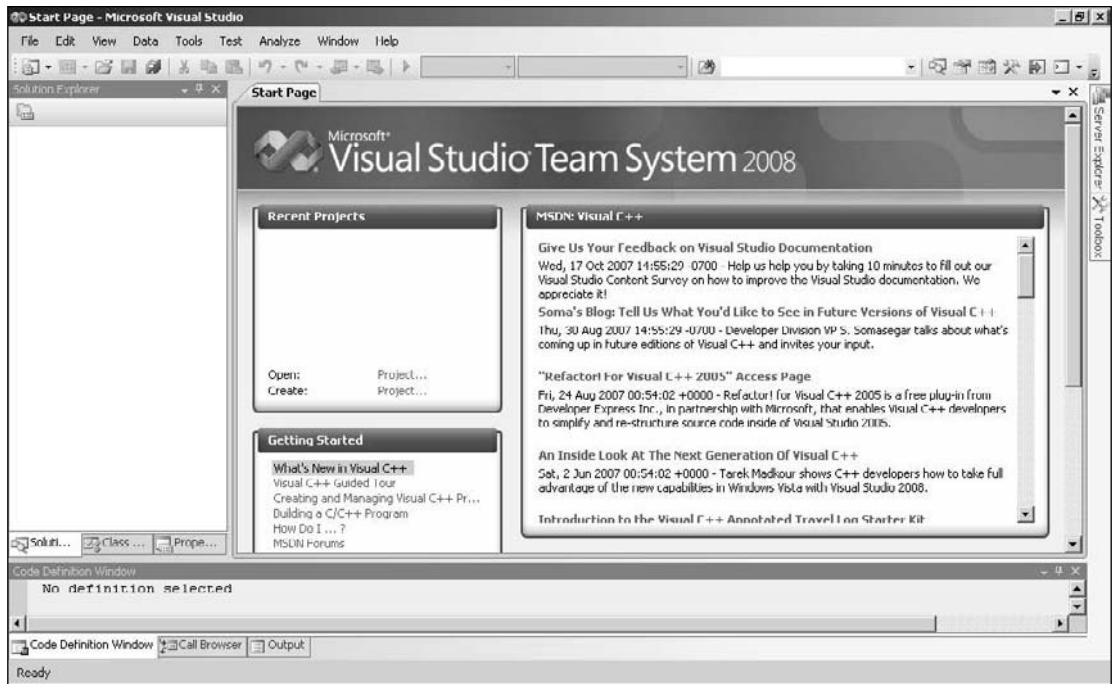 Start Page - Microsoft Visual Studio
File Edit View Data Tools Test Analyze Window Help
Solution Explorer
Start Page
Microsoft
Visual Studio Team System 2008
Recent Projects
Open: Project...
Create: Project...
Getting Started
What's New in Visual C++
Visual C++ Guided Tour
Creating and Managing Visual C++ Pr...
Building a C/C++ Program
How Do I ... ?
MSDN Forums
MSDN: Visual C++
Give Us Your Feedback on Visual Studio Documentation
Wed, 17 Oct 2007 14:55:29 -0700 - Help us help you by taking 10 minutes to fill out our
Visual Studio Content Survey on how to improve the Visual Studio documentation. We
appreciate it!
Soma's Blog: Tell Us What You'd Like to See in Future Versions of Visual C++
Thu, 30 Aug 2007 14:55:29 -0700 - Developer Division VP S. Somasegar talks about what's
coming up in future editions of Visual C++ and invites your input.
"Refactor! For Visual C++ 2005" Access Page
Fri, 24 Aug 2007 00:54:02 +0000 - Refactor! for Visual C++ 2005 is a free plug-in from
Developer Express Inc., in partnership with Microsoft, that enables Visual C++ developers
to simplify and re-structure source code inside of Visual Studio 2005.
An Inside Look At The Next Generation Of Visual C++
Sat, 2 Jun 2007 00:54:02 +0000 - Tarek Madkour shows C++ developers how to take full
advantage of the new capabilities in Windows Vista with Visual Studio 2008.
Introduction to the Visual C++ Annotated Travel Log Starter Kit
Server Explorer
Toolbox
Soluti... Class ... Prope...
Code Definition Window
No definition selected
Code Definition Window Call Browser Output
Ready